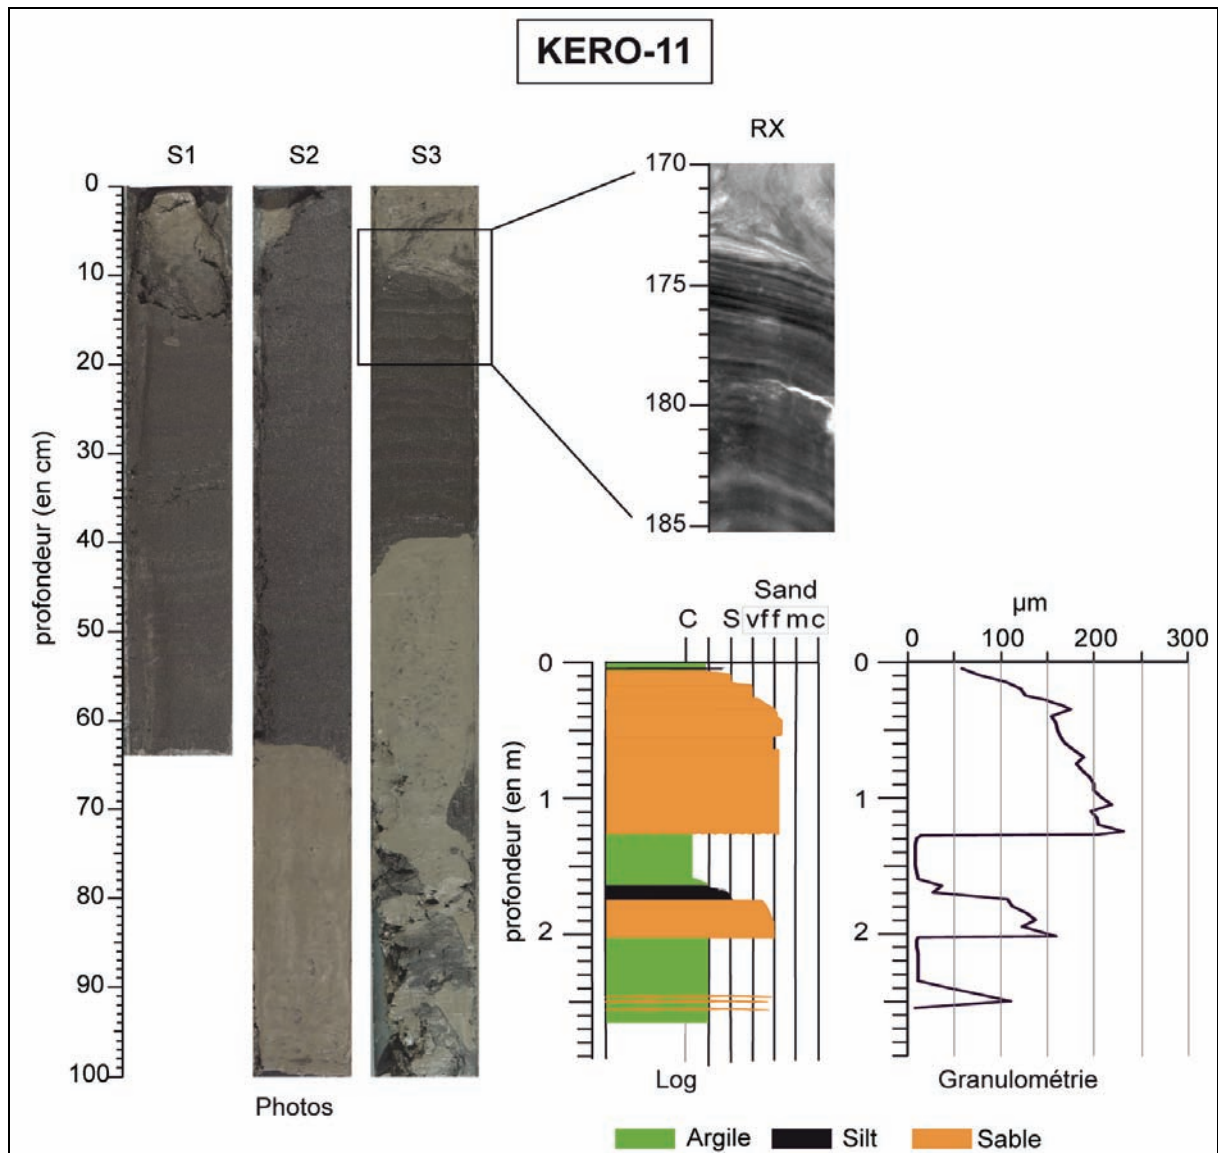 KERO-11
S1 S2 S3
RX
profondeur (en cm)
0
10
20
30
40
50
60
70
80
90
100
Photos
170
175
180
185
Sand
C S vf f m c
profondeur (en m)
0
1
2
Log
µm
0 100 200 300
0
1
2
Granulométrie
Argile Silt Sable